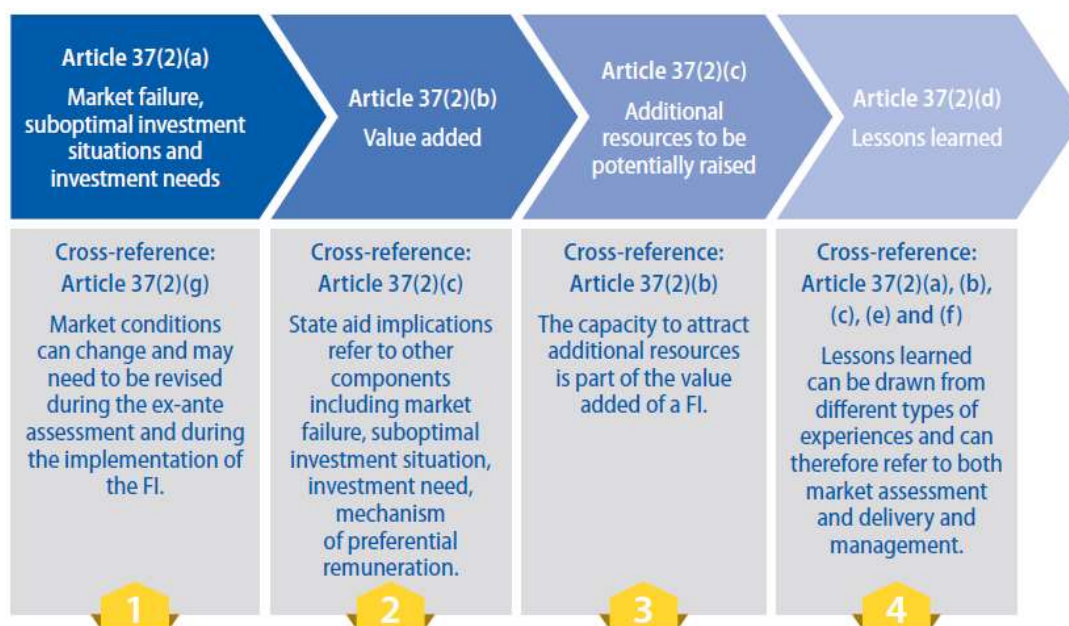 Article 37(2)(a)
Market failure,
suboptimal investment
situations and
investment needs
Article 37(2)(b)
Value added
Article 37(2)(c)
Additional
resources to be
potentially raised
Article 37(2)(d)
Lessons learned
Cross-reference:
Article 37(2)(g)
Market conditions
can change and may
need to be revised
during the ex-ante
assessment and during
the implementation of
the FI.
Cross-reference:
Article 37(2)(c)
State aid implications
refer to other
components
including market
failure, suboptimal
investment situation,
investment need,
mechanism
of preferential
remuneration.
Cross-reference:
Article 37(2)(b)
The capacity to attract
additional resources
is part of the value
added of a FI.
Cross-reference:
Article 37(2)(a), (b),
(c), (e) and (f)
Lessons learned
can be drawn from
different types of
experiences and can
therefore refer to both
market assessment
and delivery and
management.
1
2
3
4